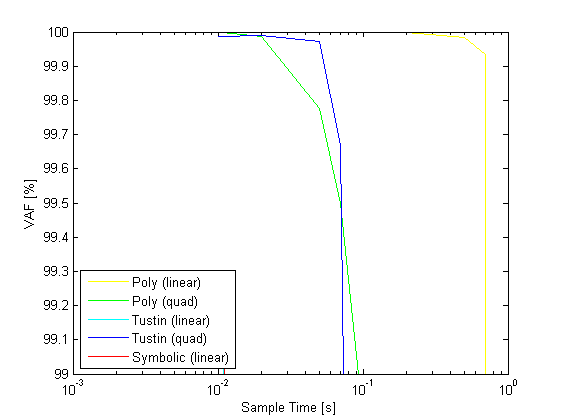 100
99.9
99.8
99.7
99.6
99.5
99.4
99.3
99.2
99.1
99
VAF [%]
Poly (linear)
Poly (quad)
Tustin (linear)
Tustin (quad)
Symbolic (linear)
10^-3 10^-2 10^-1 10^0
Sample Time [s]